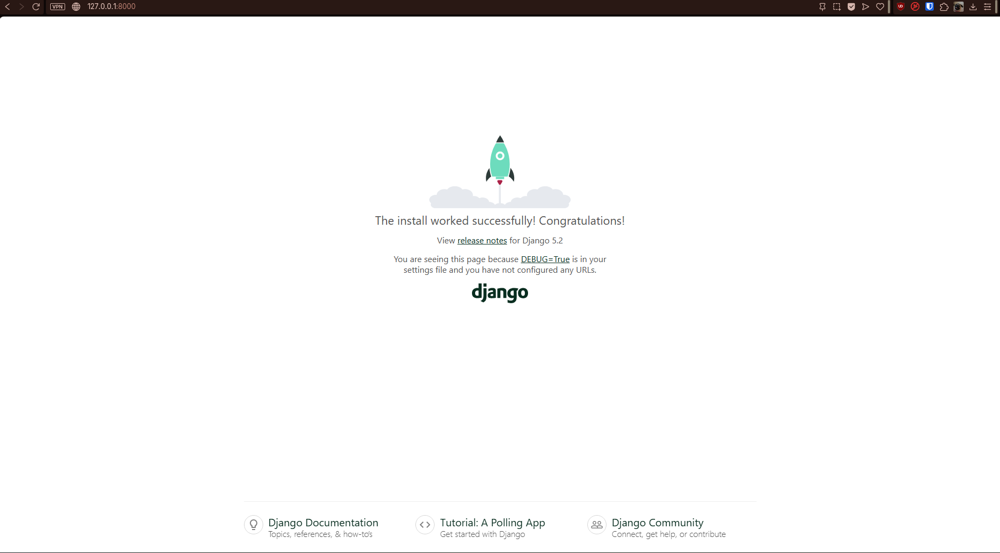 VPN
127.0.0.1:8000
The install worked successfully! Congratulations!
View release notes for Django 5.2
You are seeing this page because DEBUG=True is in your
settings file and you have not configured any URLs.
django
Django Documentation
Topics, references, & how-to’s
Tutorial: A Polling App
Get started with Django
Django Community
Connect, get help, or contribute